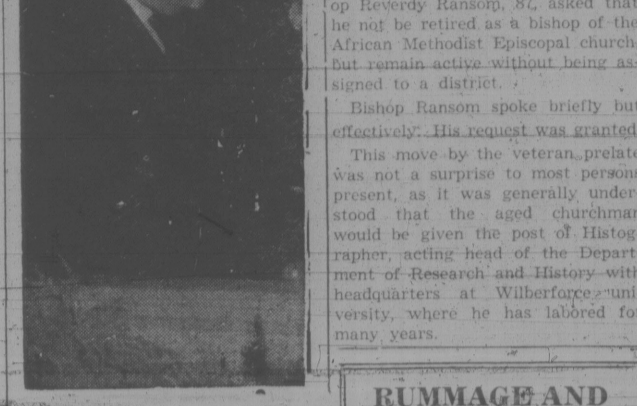 op Reverdy Ransom, 87, asked that
he not be retired as a bishop of the
African Methodist Episcopal church
but remain active without being as-
signed to a district.
Bishop Ransom spoke briefly but
effectively. His request was granted
This move by the veteran prelate
was not a surprise to most persons
present, as it was generally under-
stood that the aged churchman
would be given the post of Histog-
rapher, acting head of the Depart-
ment of Research and History with
headquarters at Wilberforce uni-
versity, where he has labored for
many years.
RUMMAGE AND